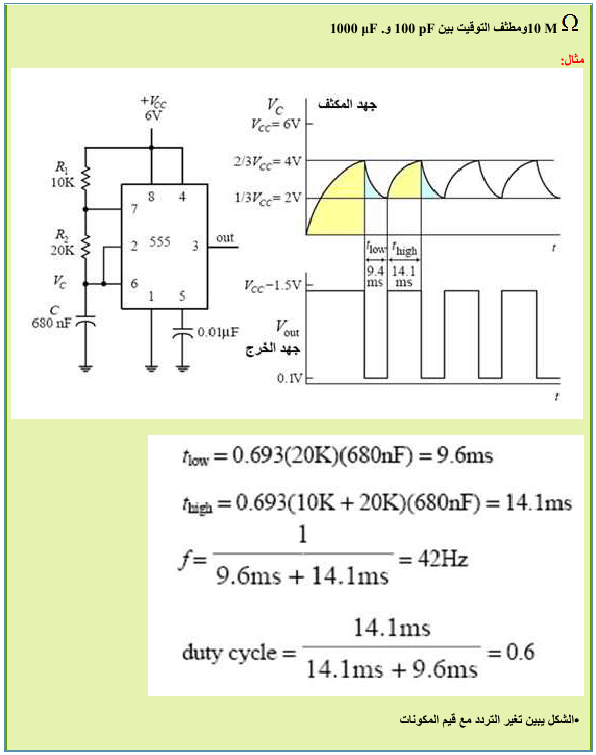 10 M Ωومطثف التوقيت بين 100 pF و. 1000 µF
مثال:
+VCC
6V
R1
10K
R2
20K
VC
C
680 nF
8 4
7
2 555 3 out
6
1 5
0.01µF
VC جهد المكثف
VCC= 6V
2/3VCC= 4V
1/3VCC= 2V
t
tlow thigh
9.4 14.1
ms ms
VCC−1.5V
Vout
جهد الخرج
0.1V
t
tlow = 0.693(20K)(680nF) = 9.6ms
thigh = 0.693(10K + 20K)(680nF) = 14.1ms
f= 1 / 9.6ms + 14.1ms = 42Hz
duty cycle = 14.1ms / 14.1ms + 9.6ms = 0.6
•الشكل يبين تغير التردد مع قيم المكونات